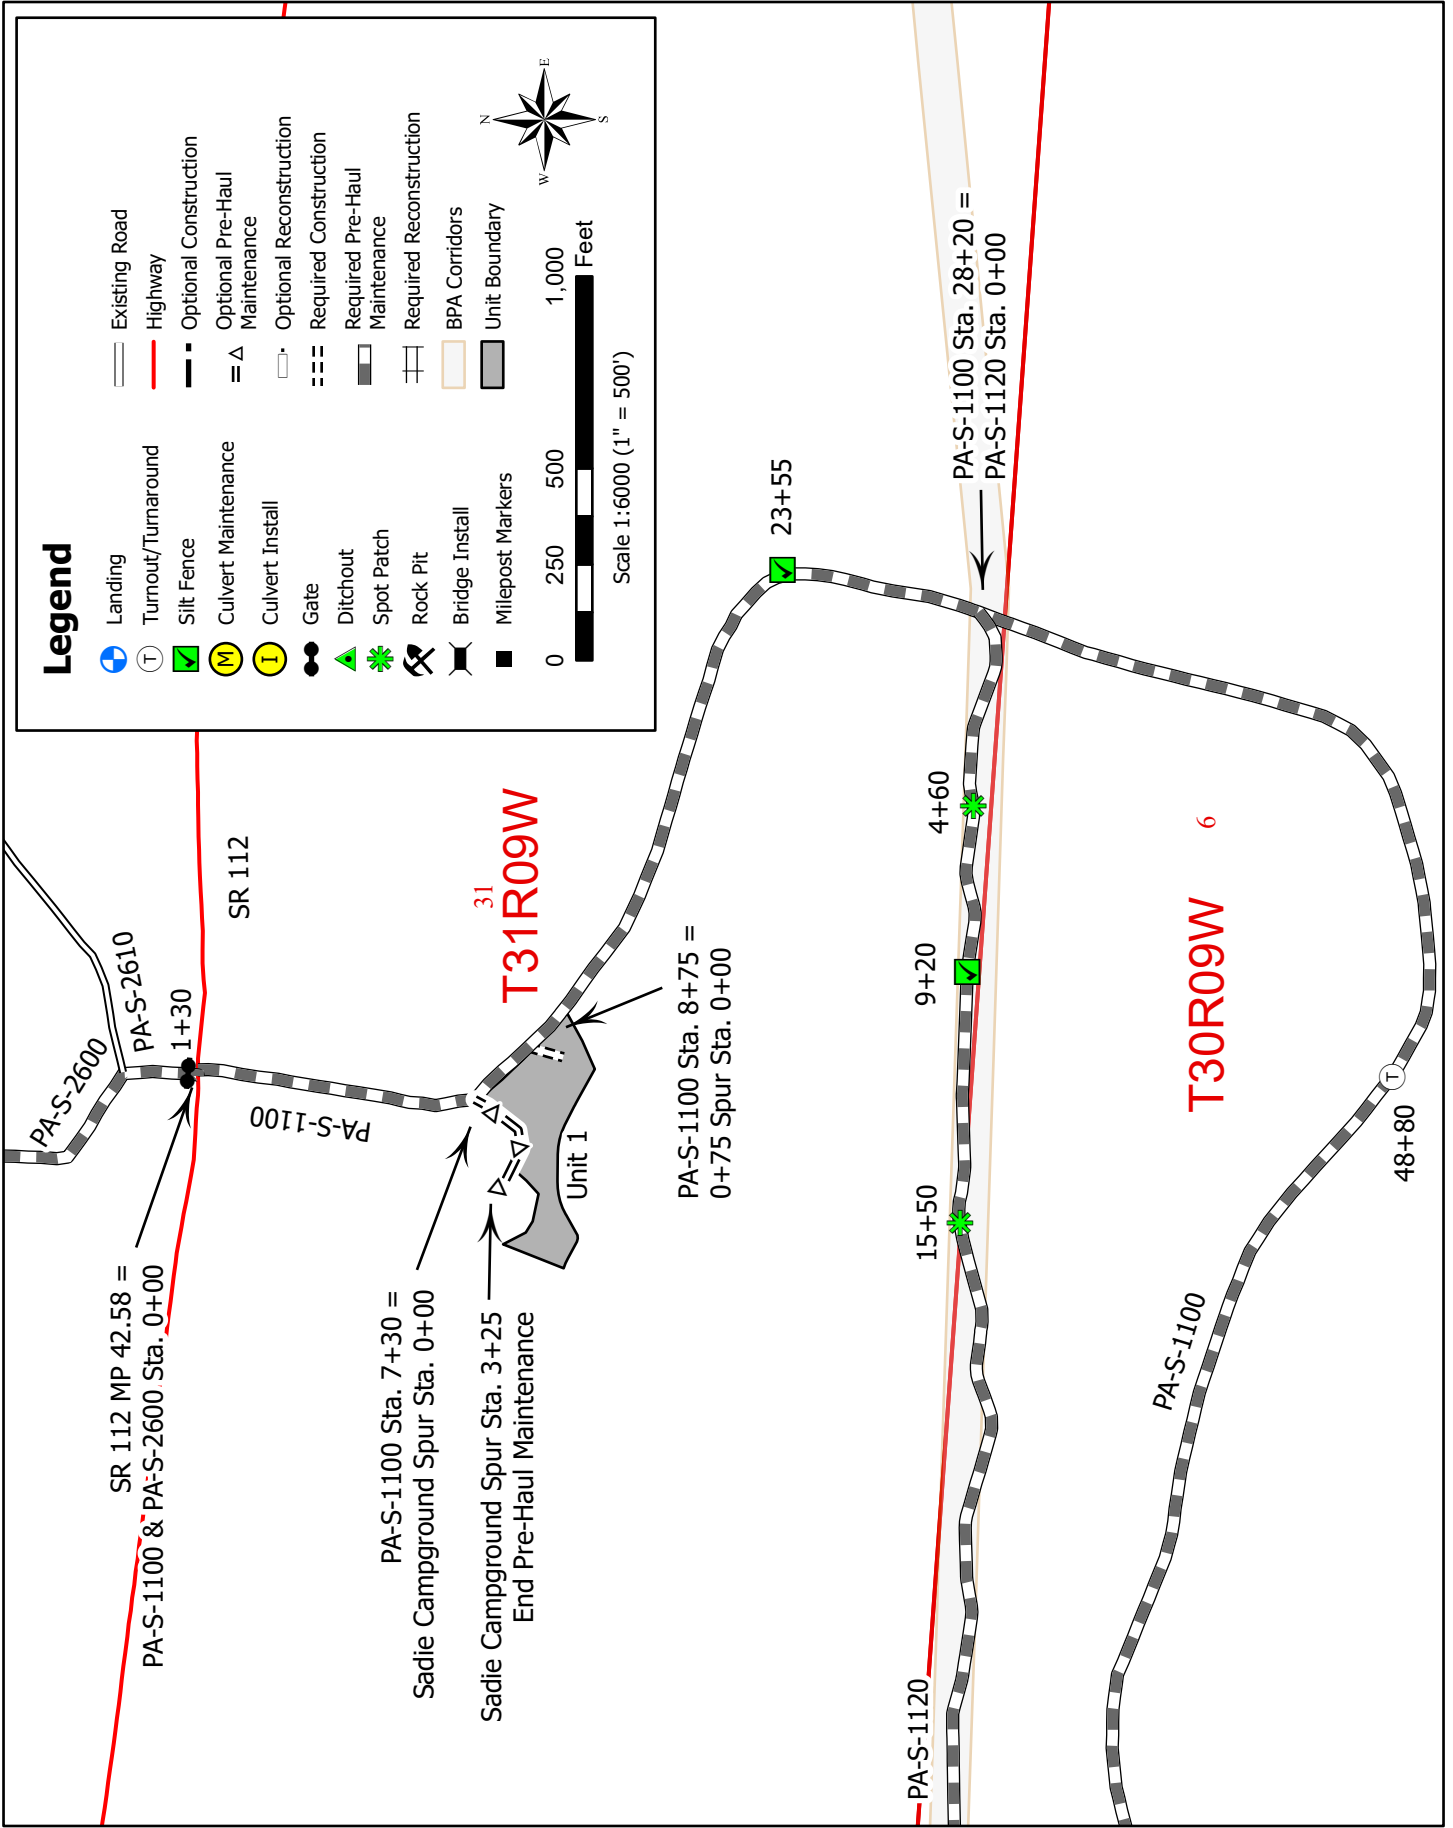 Legend
Landing
Turnout/Turnaround
T
Silt Fence
Culvert Maintenance
M
Culvert Install
I
Gate
Ditchout
Spot Patch
Rock Pit
Bridge Install
Milepost Markers
Existing Road
Highway
Optional Construction
Optional Pre-Haul
Maintenance
Optional Reconstruction
Required Construction
Required Pre-Haul
Maintenance
Required Reconstruction
BPA Corridors
Unit Boundary
0 250 500 1,000
Feet
Scale 1:6000 (1" = 500')
N
E
S
W
PA-S-2600
PA-S-2610
1+30
SR 112
SR 112 MP 42.58 =
PA-S-1100 & PA-S-2600 Sta. 0+00
PA-S-1100
PA-S-1100 Sta. 7+30 =
Sadie Campground Spur Sta. 0+00
Sadie Campground Spur Sta. 3+25
End Pre-Haul Maintenance
31
T31R09W
Unit 1
PA-S-1100 Sta. 8+75 =
0+75 Spur Sta. 0+00
23+55
PA-S-1100 Sta. 28+20 =
PA-S-1120 Sta. 0+00
4+60
9+20
15+50
PA-S-1120
6
T30R09W
PA-S-1100
T
48+80